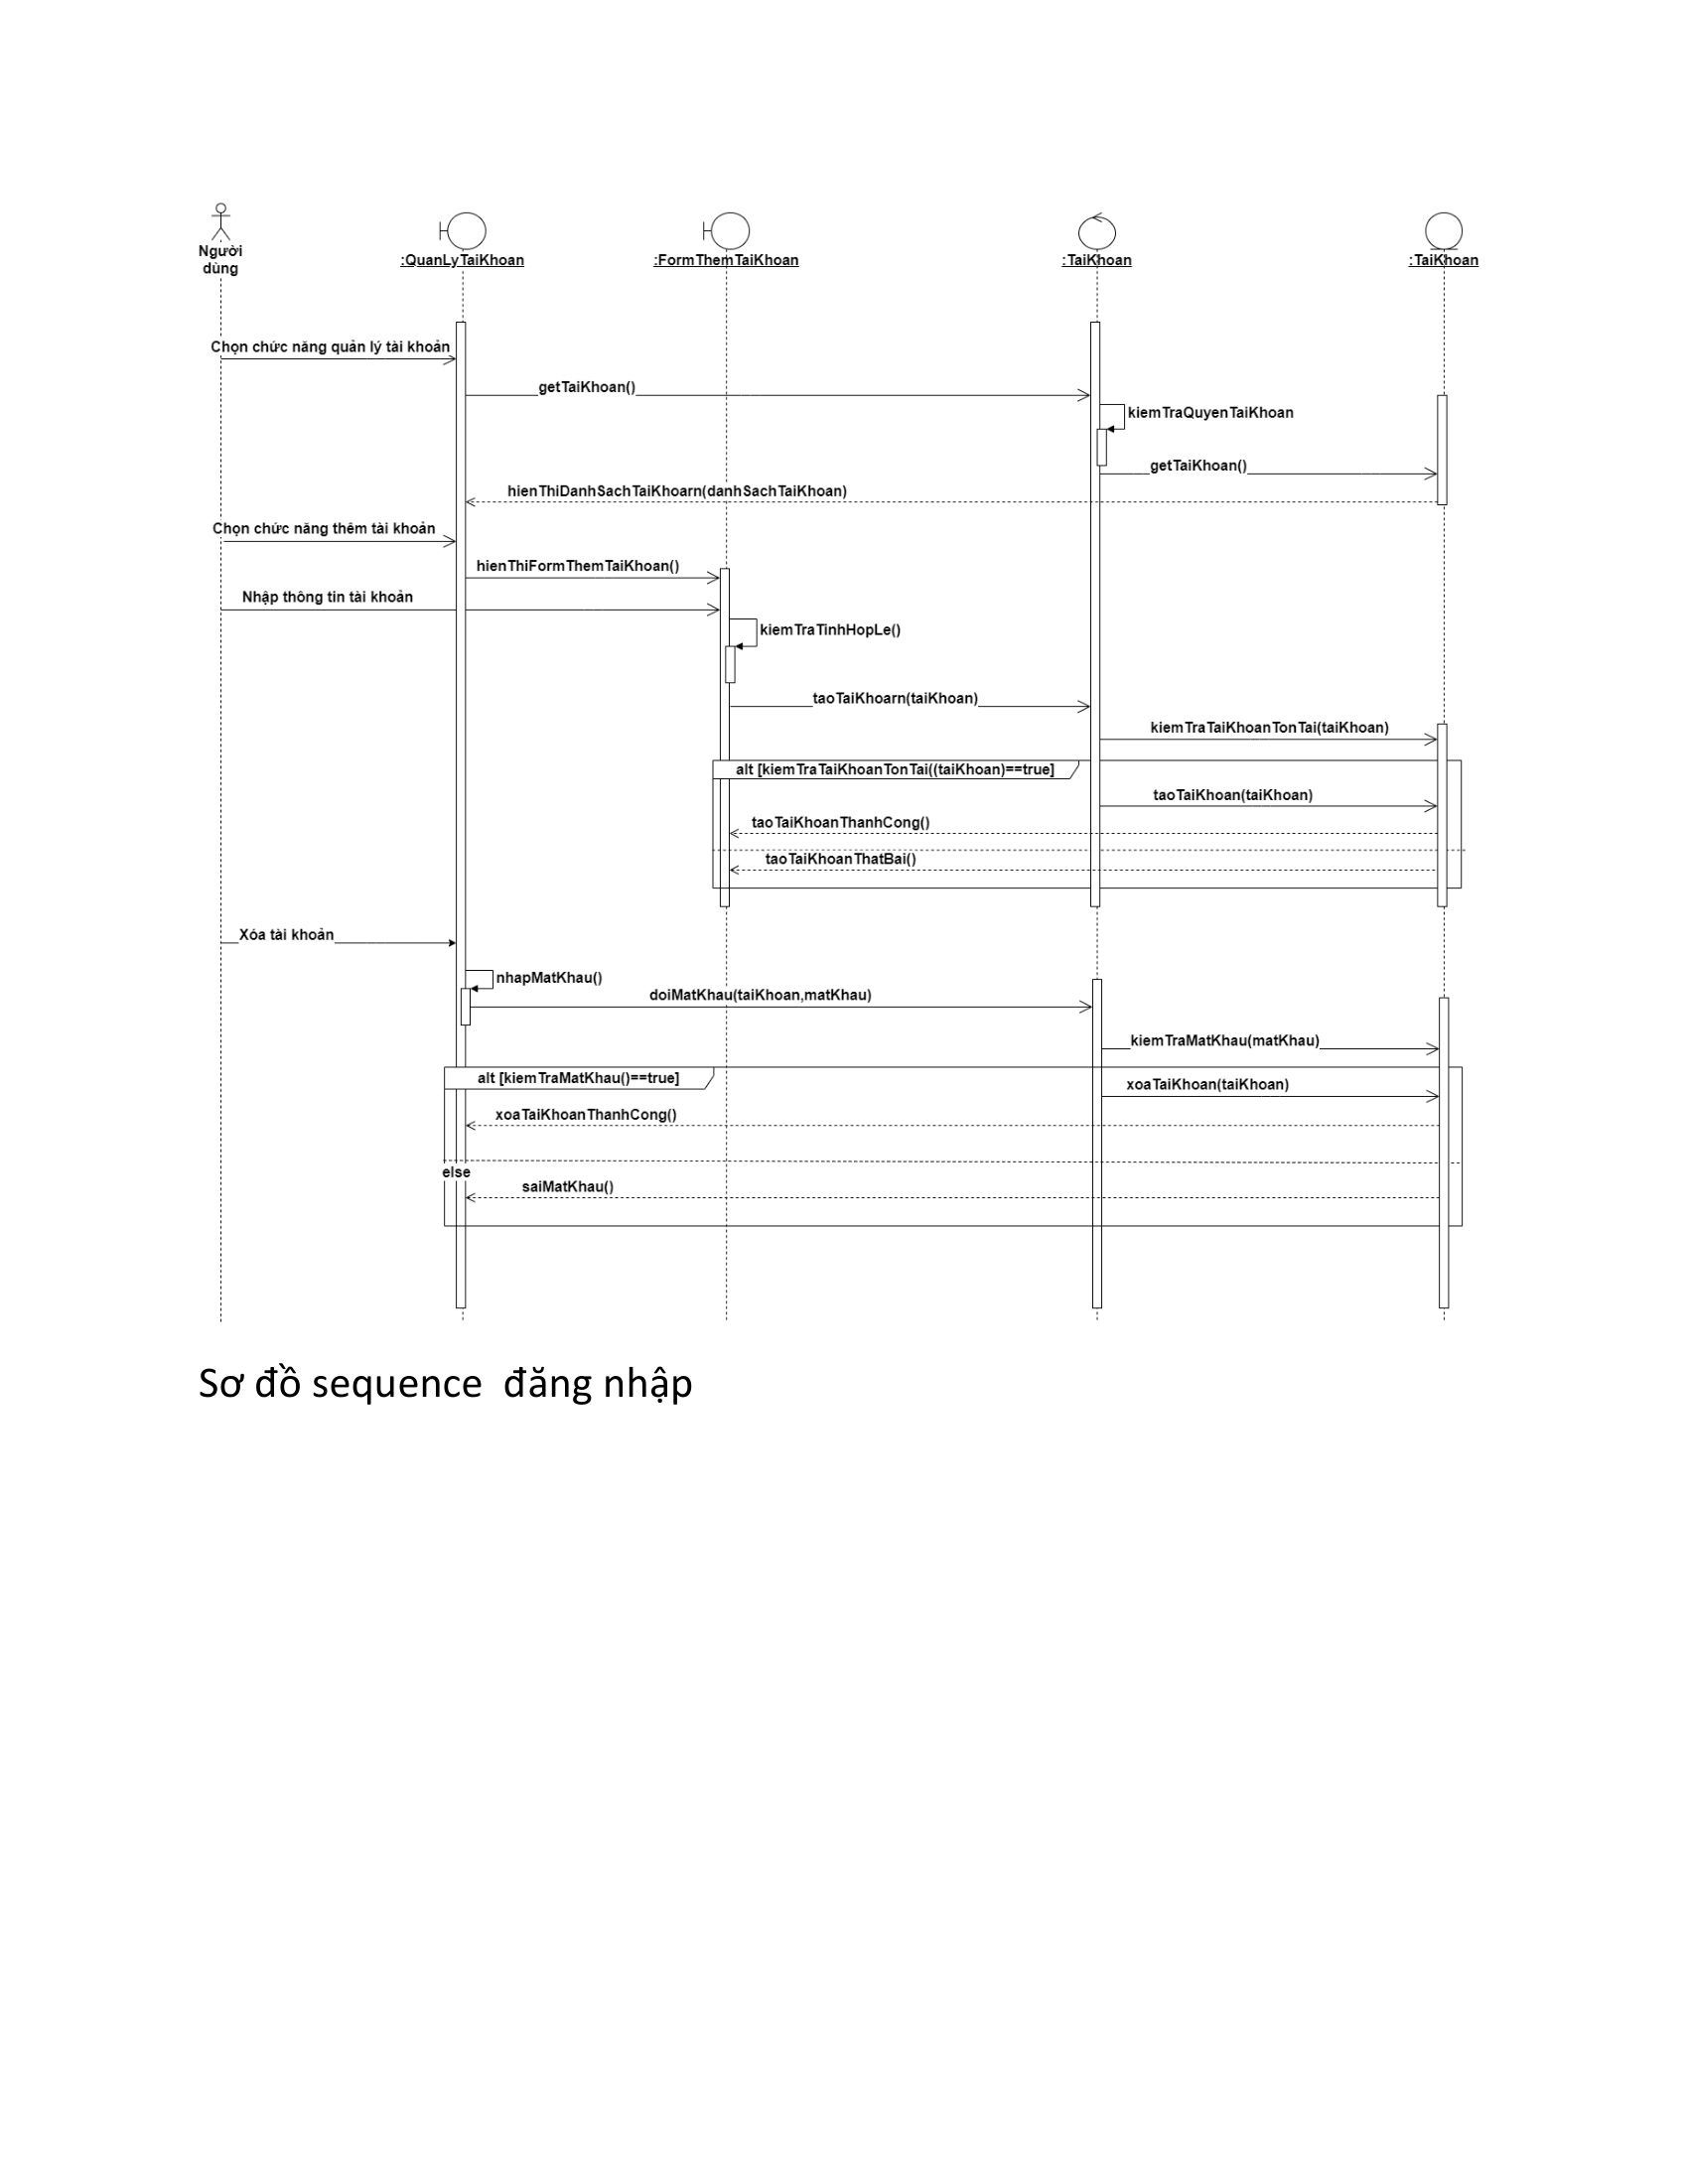 Người
dùng
:QuanLyTaiKhoan
:FormThemTaiKhoan
:TaiKhoan
:TaiKhoan
Chọn chức năng quản lý tài khoản
getTaiKhoan()
kiemTraQuyenTaiKhoan
getTaiKhoan()
hienThiDanhSachTaiKhoarn(danhSachTaiKhoan)
Chọn chức năng thêm tài khoản
hienThiFormThemTaiKhoan()
Nhập thông tin tài khoản
kiemTraTinhHopLe()
taoTaiKhoarn(taiKhoan)
kiemTraTaiKhoanTonTai(taiKhoan)
alt [kiemTraTaiKhoanTonTai((taiKhoan)==true]
taoTaiKhoan(taiKhoan)
taoTaiKhoanThanhCong()
taoTaiKhoanThatBai()
Xóa tài khoản
nhapMatKhau()
doiMatKhau(taiKhoan,matKhau)
kiemTraMatKhau(matKhau)
alt [kiemTraMatKhau()==true]
xoaTaiKhoan(taiKhoan)
xoaTaiKhoanThanhCong()
else
saiMatKhau()
Sơ đồ sequence  đăng nhập